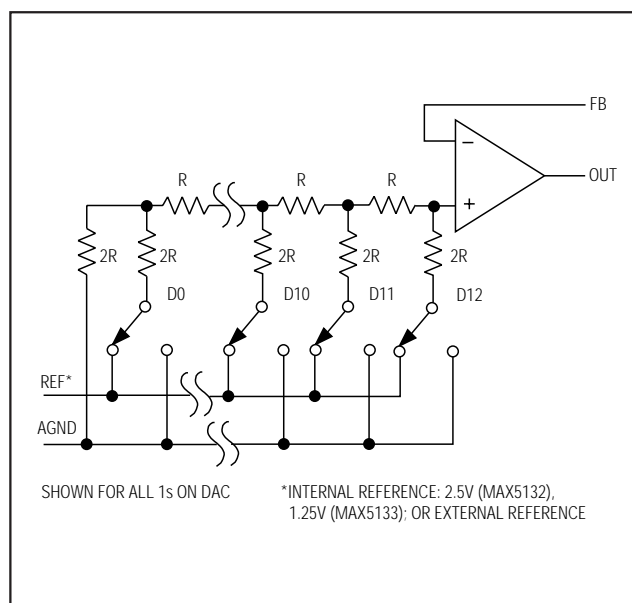 FB
R
R
R
OUT
−
+
2R
2R
2R
2R
2R
D0
D10
D11
D12
REF*
AGND
SHOWN FOR ALL 1s ON DAC
*INTERNAL REFERENCE: 2.5V (MAX5132),
1.25V (MAX5133); OR EXTERNAL REFERENCE